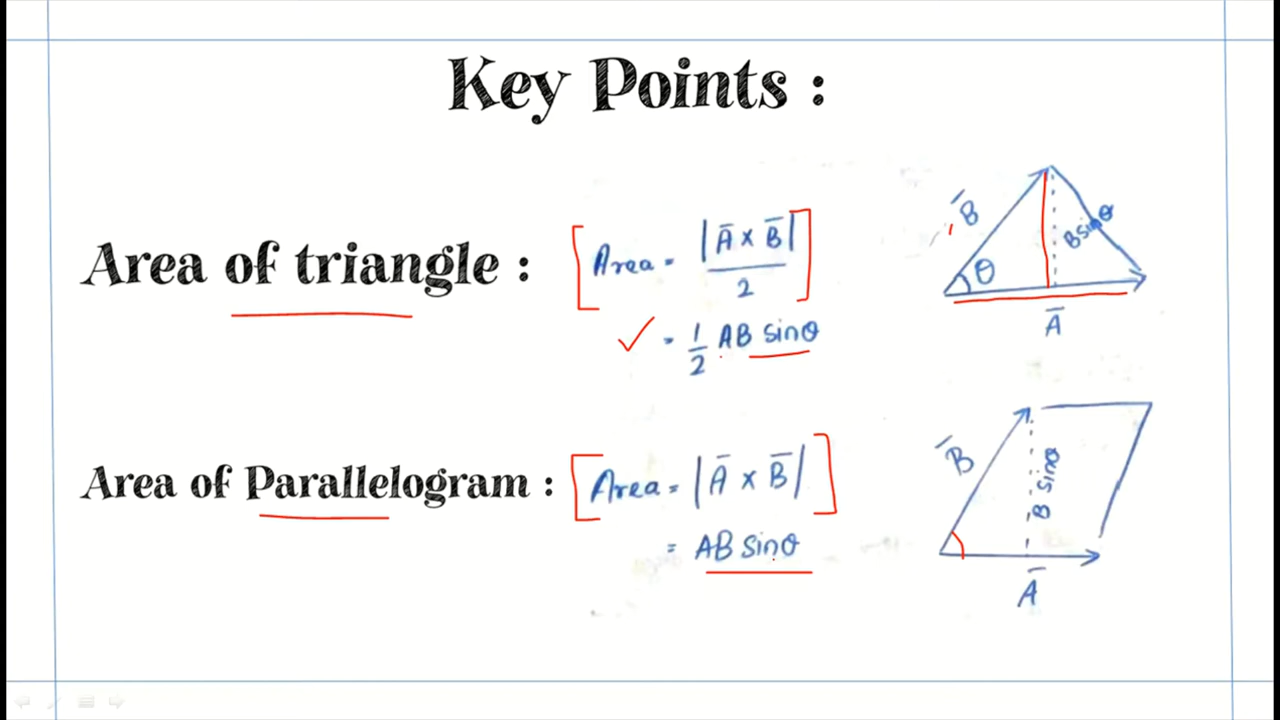 Key Points :
Area of triangle :
[Area = |A̅ × B̅| / 2]
= 1/2 AB sinθ
B̅
θ
B sinθ
A̅
Area of Parallelogram :
[Area = |A̅ × B̅|]
= AB sinθ
B̅
B sinθ
A̅